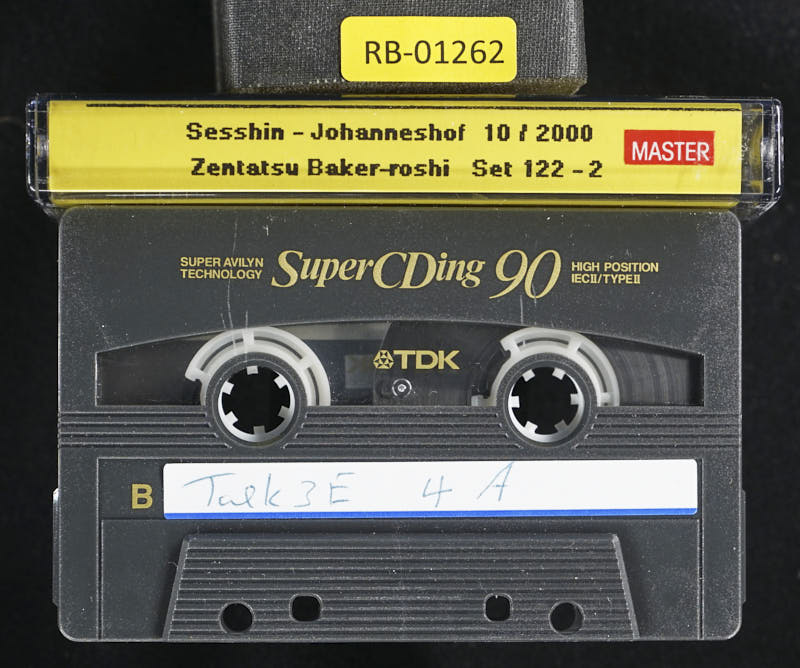 RB-01262
Sesshin - Johanneshof 10/2000
Zentatsu Baker-roshi Set 122 - 2
MASTER
SUPER AVILYN
TECHNOLOGY
SuperCDing 90
HIGH POSITION
IECII/TYPEII
TDK
B
Talk 3E 4 A